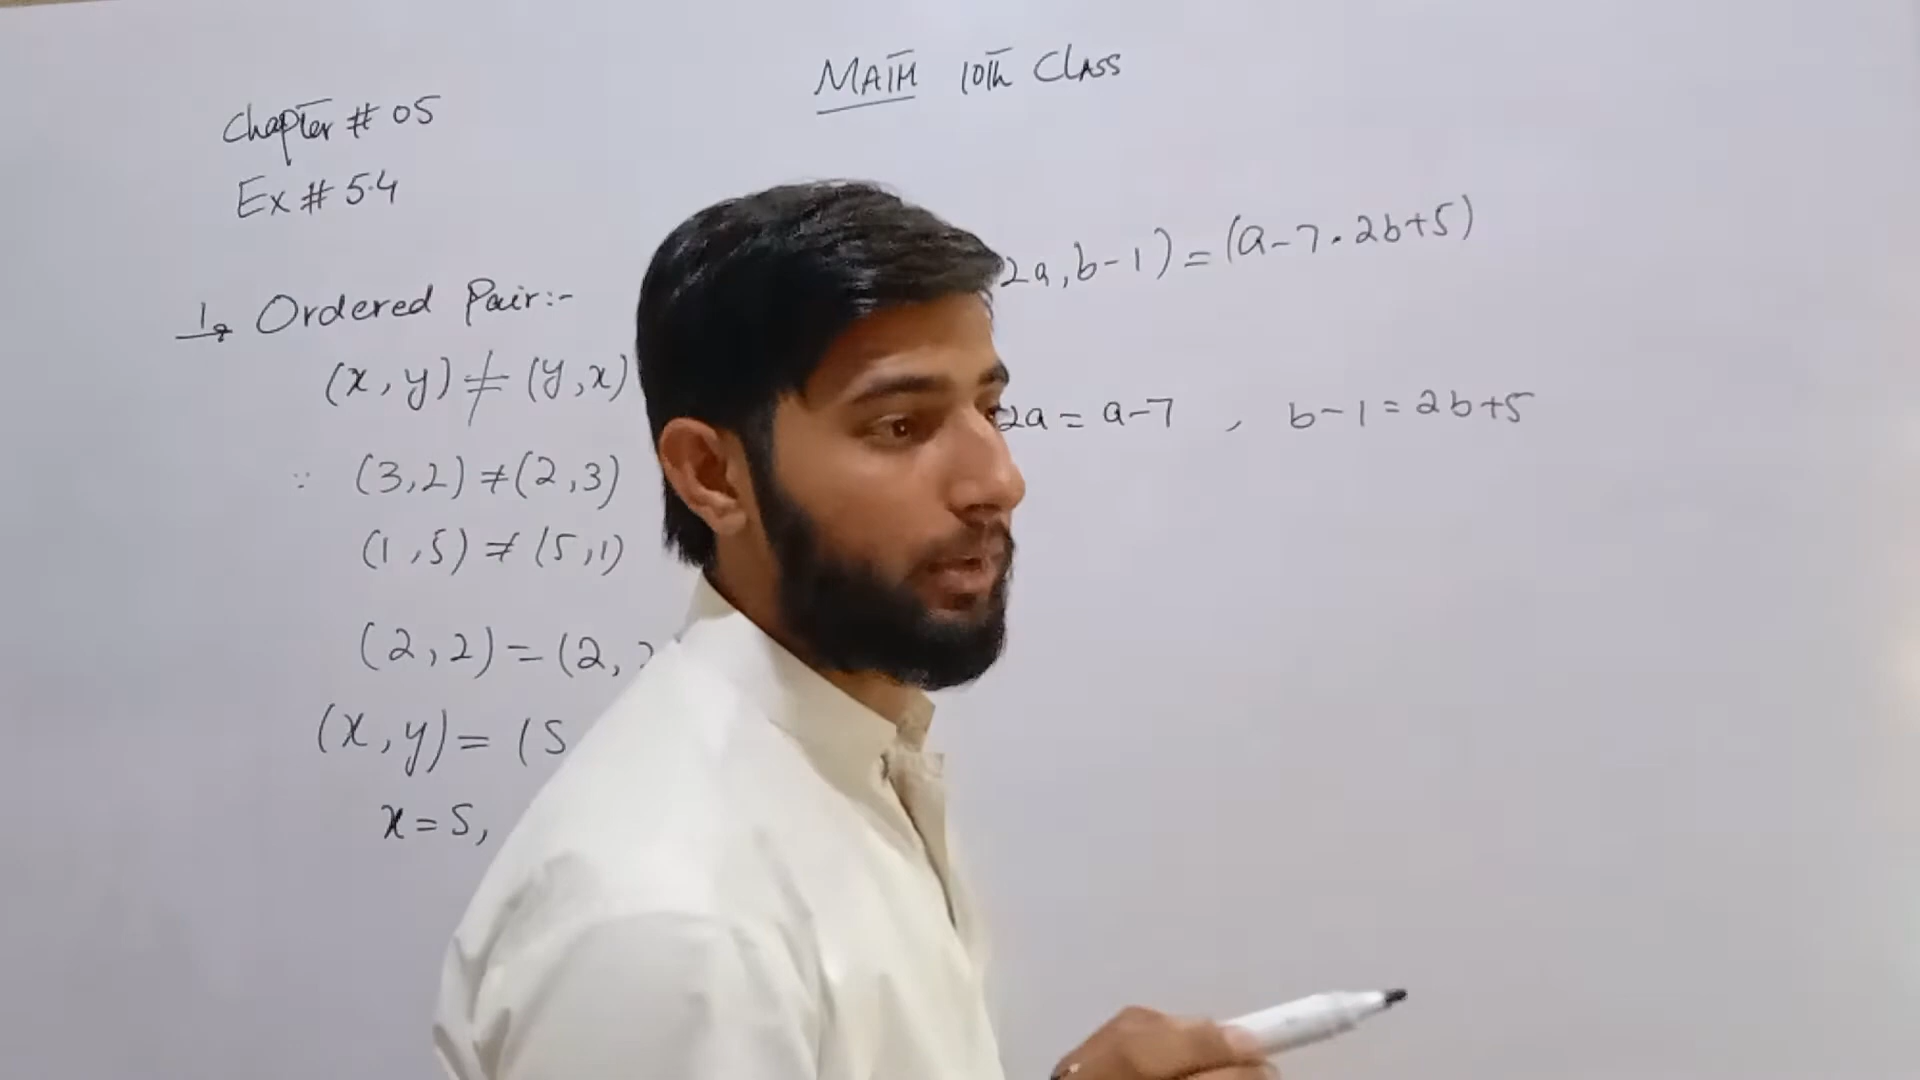 MATH 10th Class
Chapter # 05
Ex # 5.4
1, Ordered Pair:-
(x, y) ≠ (y, x)
∵ (3,2) ≠ (2,3)
(1,5) ≠ (5,1)
(2,2) = (2,
(x, y) = (5
x = 5,
2a, b-1) = (a-7. 2b+5)
2a = a-7 , b-1 = 2b+5